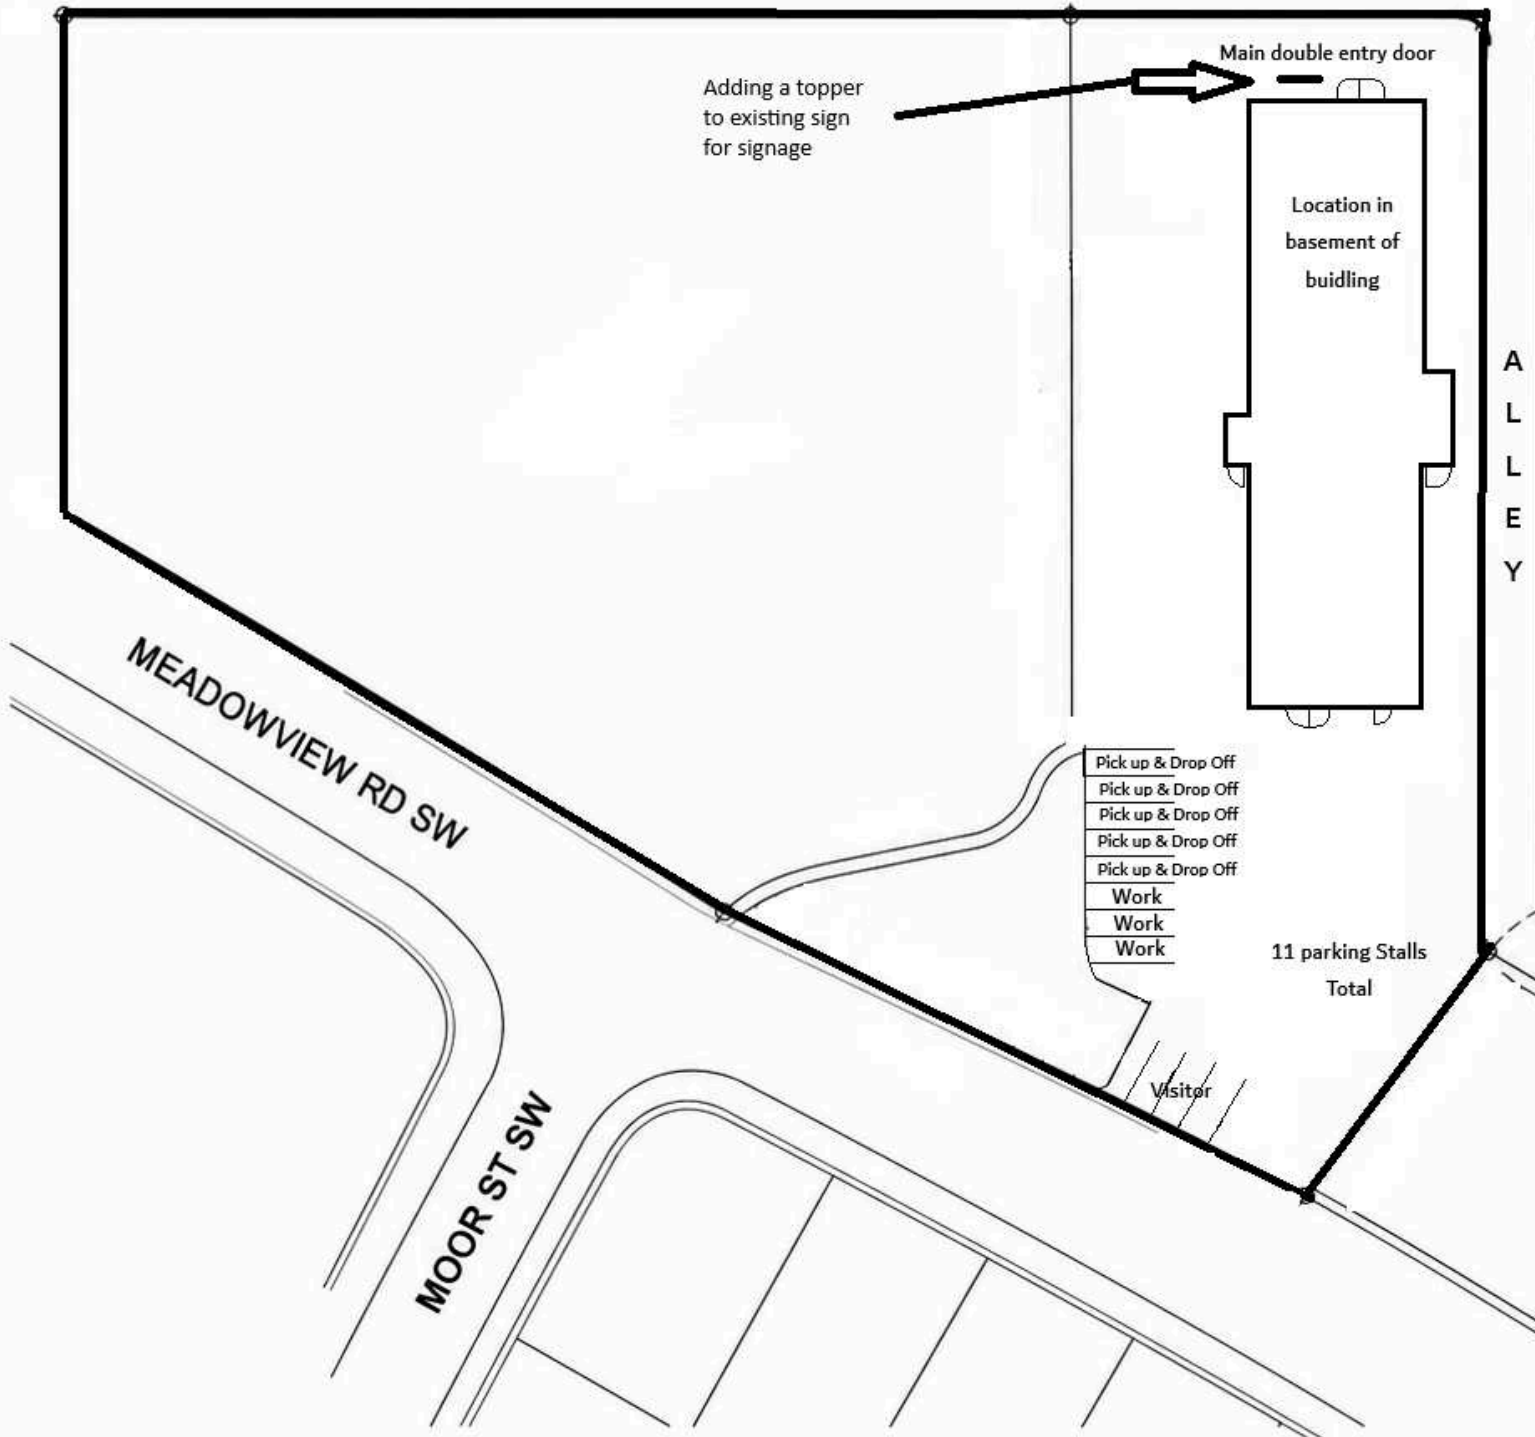 Main double entry door
Adding a topper
to existing sign
for signage
Location in
basement of
buidling
A
L
L
E
Y
MEADOWVIEW RD SW
Pick up & Drop Off
Pick up & Drop Off
Pick up & Drop Off
Pick up & Drop Off
Pick up & Drop Off
Work
Work
Work
11 parking Stalls
Total
Visitor
MOOR ST SW